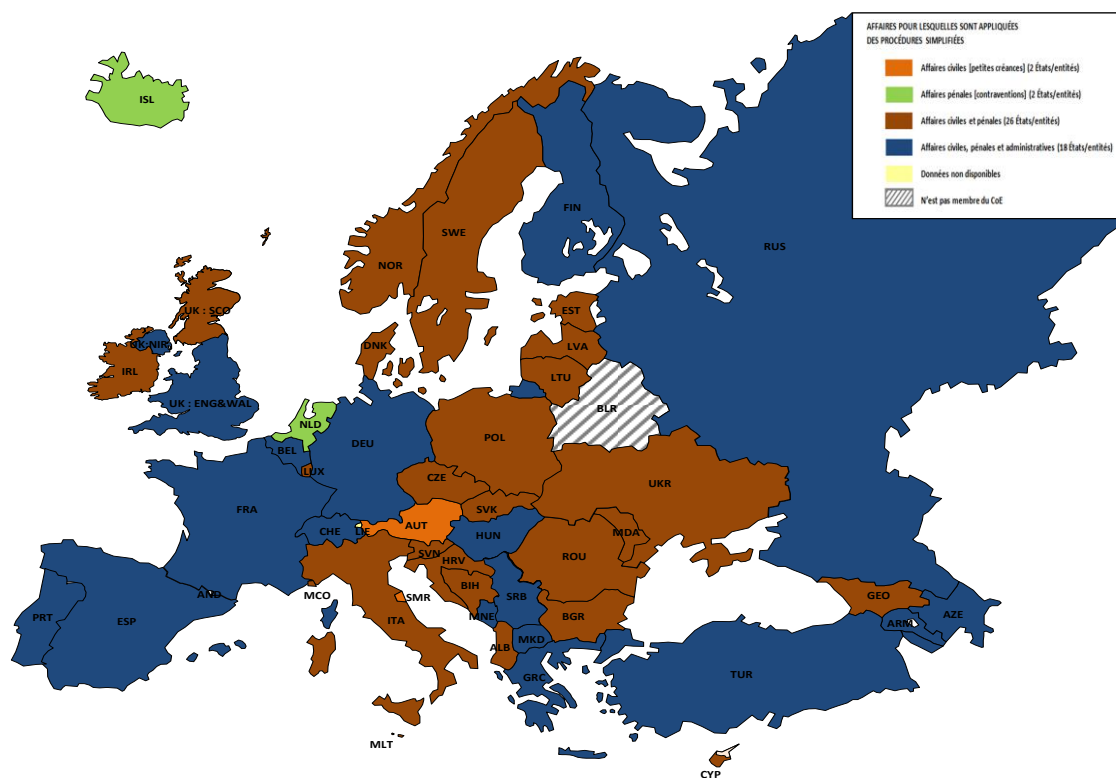 AFFAIRES POUR LESQUELLES SONT APPLIQUÉES
DES PROCÉDURES SIMPLIFIÉES
Affaires civiles [petites créances] (2 États/entités)
Affaires pénales [contraventions] (2 États/entités)
Affaires civiles et pénales (26 États/entités)
Affaires civiles, pénales et administratives (18 États/entités)
Données non disponibles
N'est pas membre du CoE
ISL
FIN
SWE
RUS
NOR
UK : SCO
EST
DNK
LVA
UK:NIR
IRL
LTU
UK : ENG&WAL
BLR
NLD
POL
DEU
BEL
LUX
CZE
UKR
FRA
SVK
AUT
CHE
LIE
HUN
MDA
SVN
ROU
HRV
BIH
AND
MCO
SMR
SRB
GEO
PRT
ESP
ITA
MNE
BGR
AZE
ARM
MKD
ALB
GRC
TUR
MLT
CYP